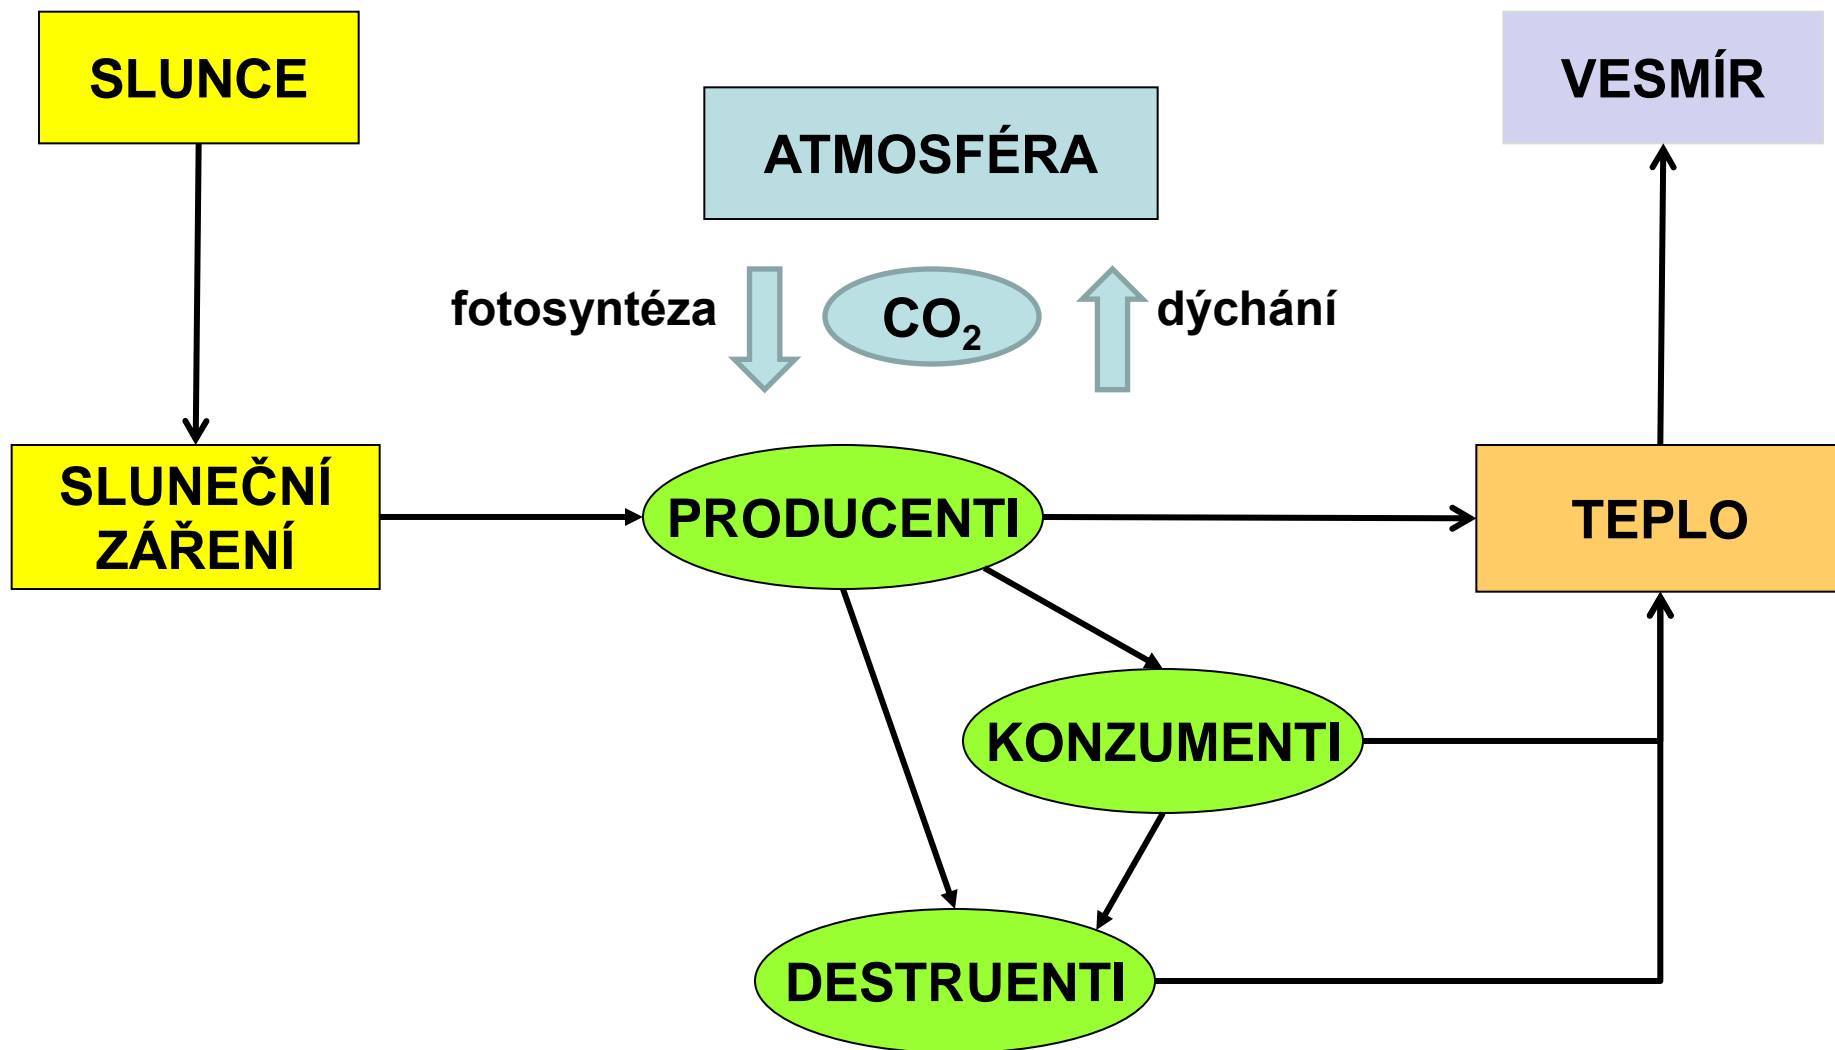 SLUNCE
VESMÍR
ATMOSFÉRA
fotosyntéza
CO₂
dýchání
SLUNEČNÍ
ZÁŘENÍ
PRODUCENTI
TEPLO
KONZUMENTI
DESTRUENTI